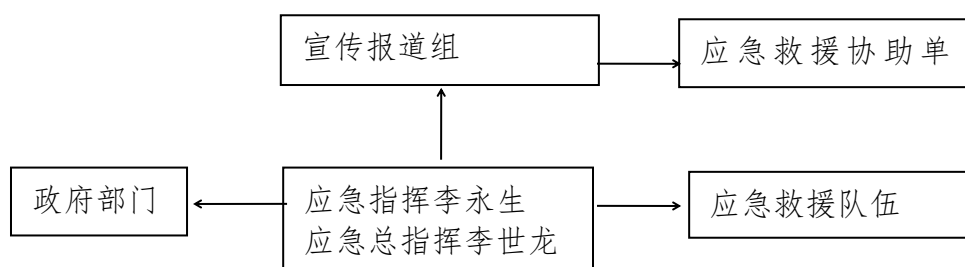 宣传报道组
应急救援协助单
政府部门
应急指挥李永生
应急总指挥李世龙
应急救援队伍